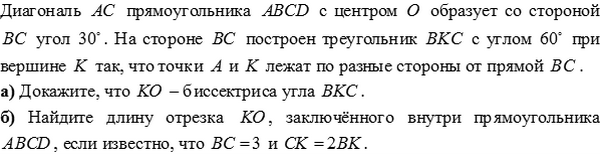 Диагональ AC прямоугольника ABCD с центром O образует со стороной
BC угол 30°. На стороне BC построен треугольник BKC с углом 60° при
вершине K так, что точки A и K лежат по разные стороны от прямой BC.
а) Докажите, что KO – биссектриса угла BKC.
б) Найдите длину отрезка KO, заключённого внутри прямоугольника
ABCD, если известно, что BC = 3 и CK = 2BK.